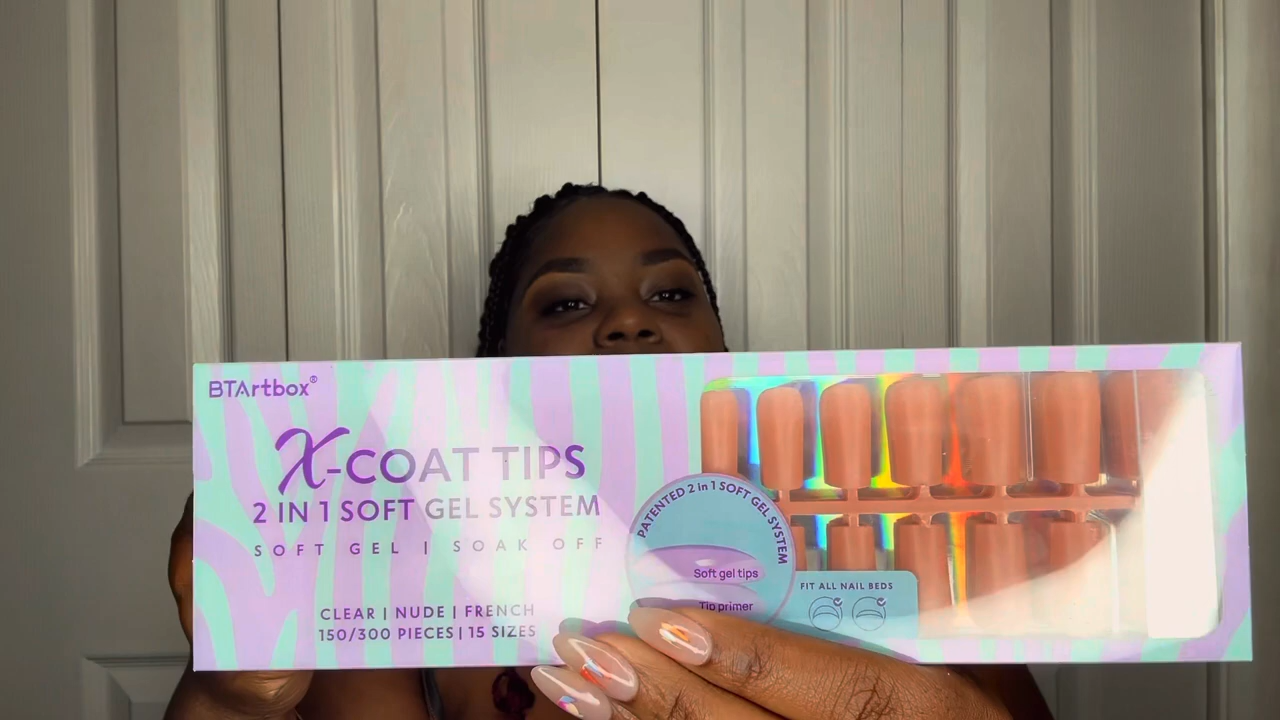 BTArtbox®
X-COAT TIPS
2 IN 1 SOFT GEL SYSTEM
SOFT GEL | SOAK OFF
CLEAR | NUDE | FRENCH
150/300 PIECES | 15 SIZES
PATENTED 2 in 1 SOFT GEL SYSTEM
Soft gel tips
Tip primer
FIT ALL NAIL BEDS